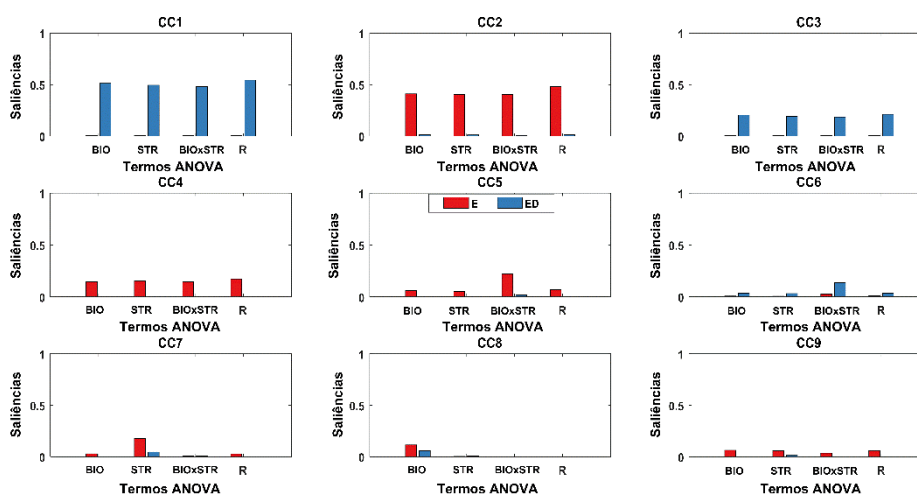 CC1
1
0.5
0
Saliências
BIO STR BIOxSTR R
Termos ANOVA
CC2
1
0.5
0
Saliências
BIO STR BIOxSTR R
Termos ANOVA
CC3
1
0.5
0
Saliências
BIO STR BIOxSTR R
Termos ANOVA
CC4
1
0.5
0
Saliências
BIO STR BIOxSTR R
Termos ANOVA
CC5
E ED
1
0.5
0
Saliências
BIO STR BIOxSTR R
Termos ANOVA
CC6
1
0.5
0
Saliências
BIO STR BIOxSTR R
Termos ANOVA
CC7
1
0.5
0
Saliências
BIO STR BIOxSTR R
Termos ANOVA
CC8
1
0.5
0
Saliências
BIO STR BIOxSTR R
Termos ANOVA
CC9
1
0.5
0
Saliências
BIO STR BIOxSTR R
Termos ANOVA